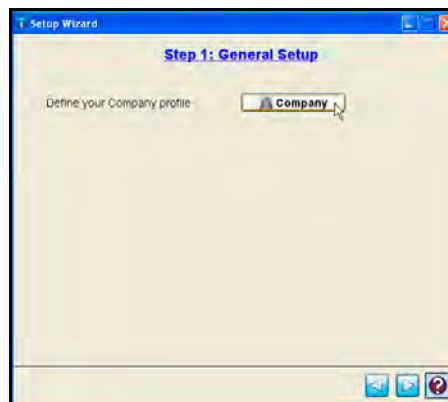 Setup Wizard
Step 1: General Setup
Define your Company profile
Company